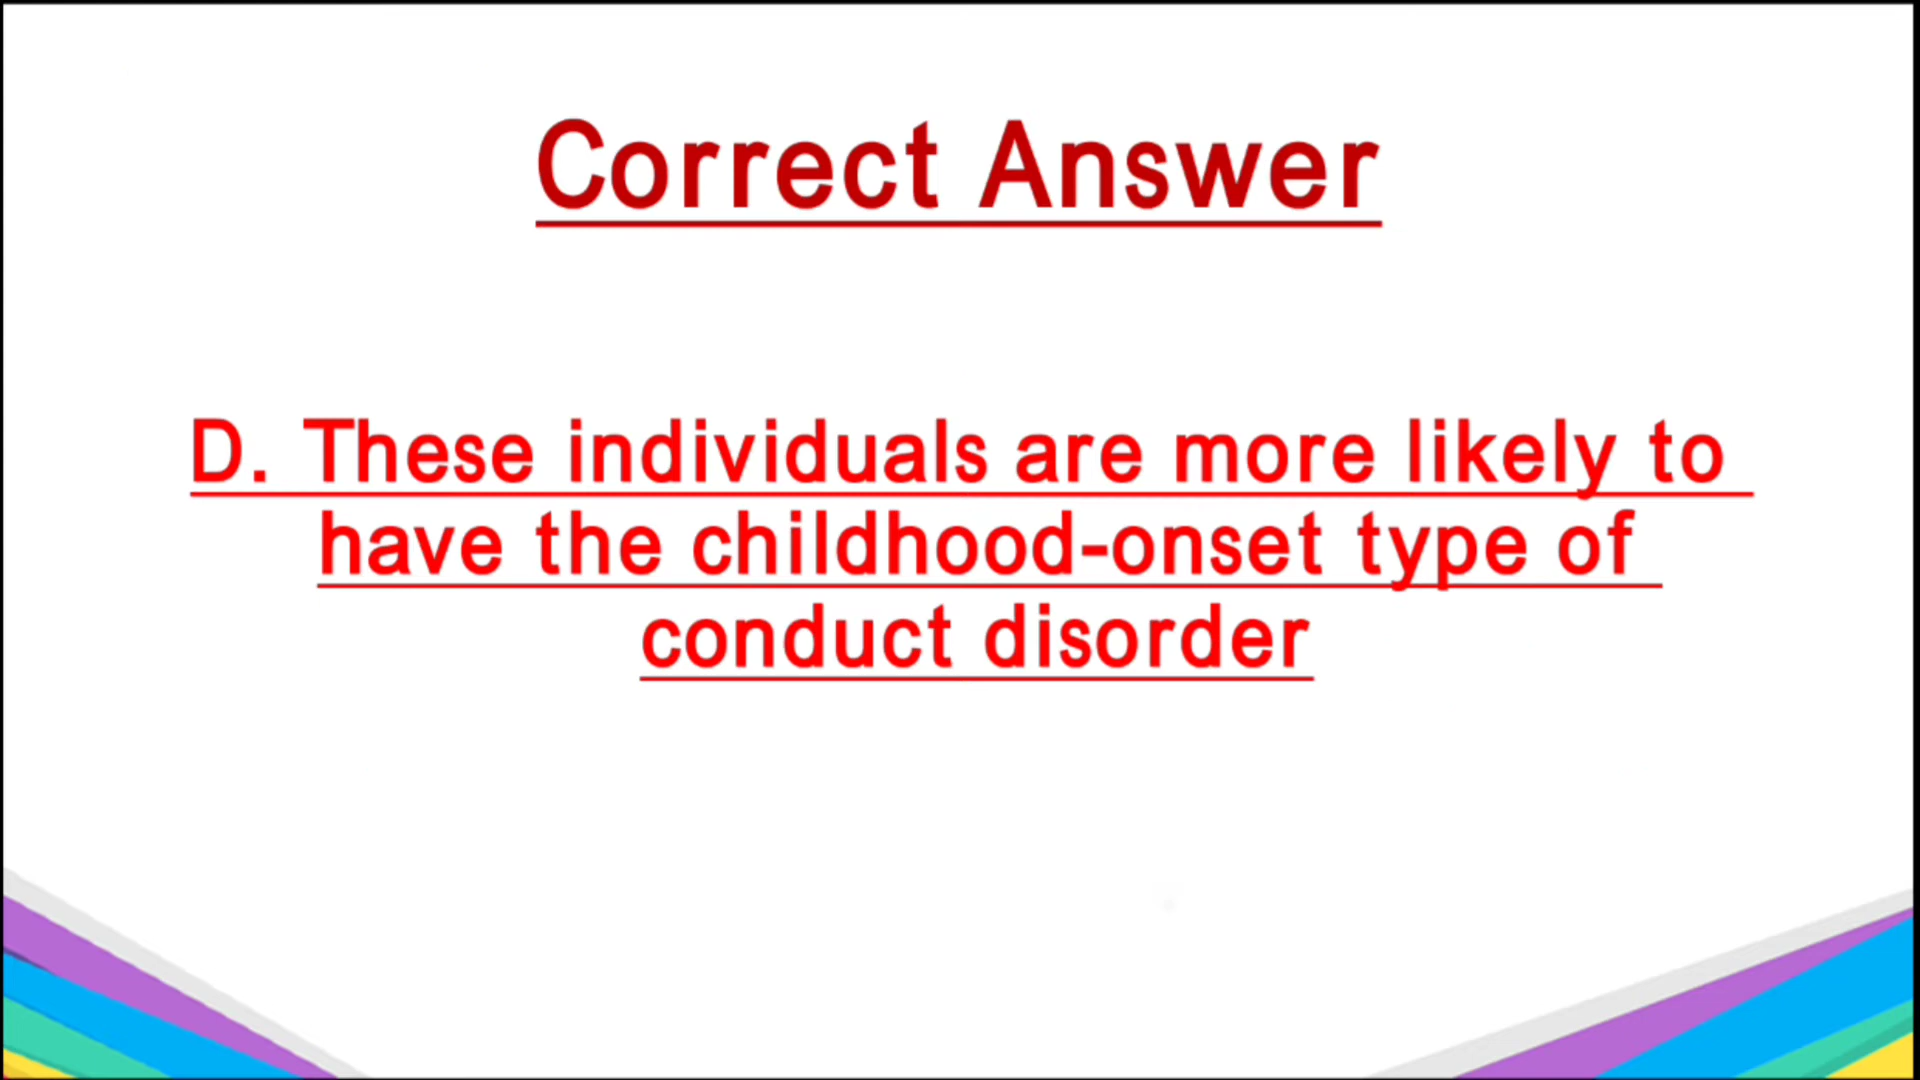 Correct Answer
D. These individuals are more likely to
have the childhood-onset type of
conduct disorder